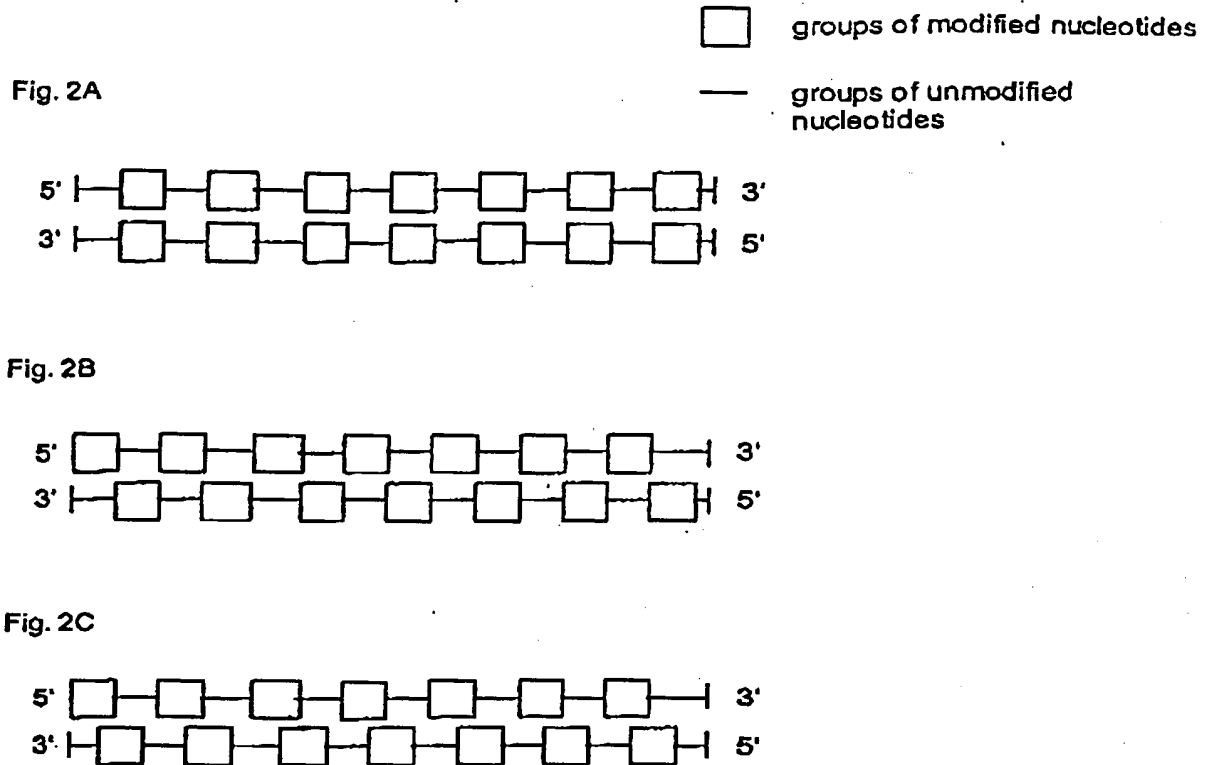 groups of modified nucleotides
Fig. 2A
groups of unmodified
nucleotides
5' 3'
3' 5'
Fig. 2B
5' 3'
3' 5'
Fig. 2C
5' 3'
3' 5'